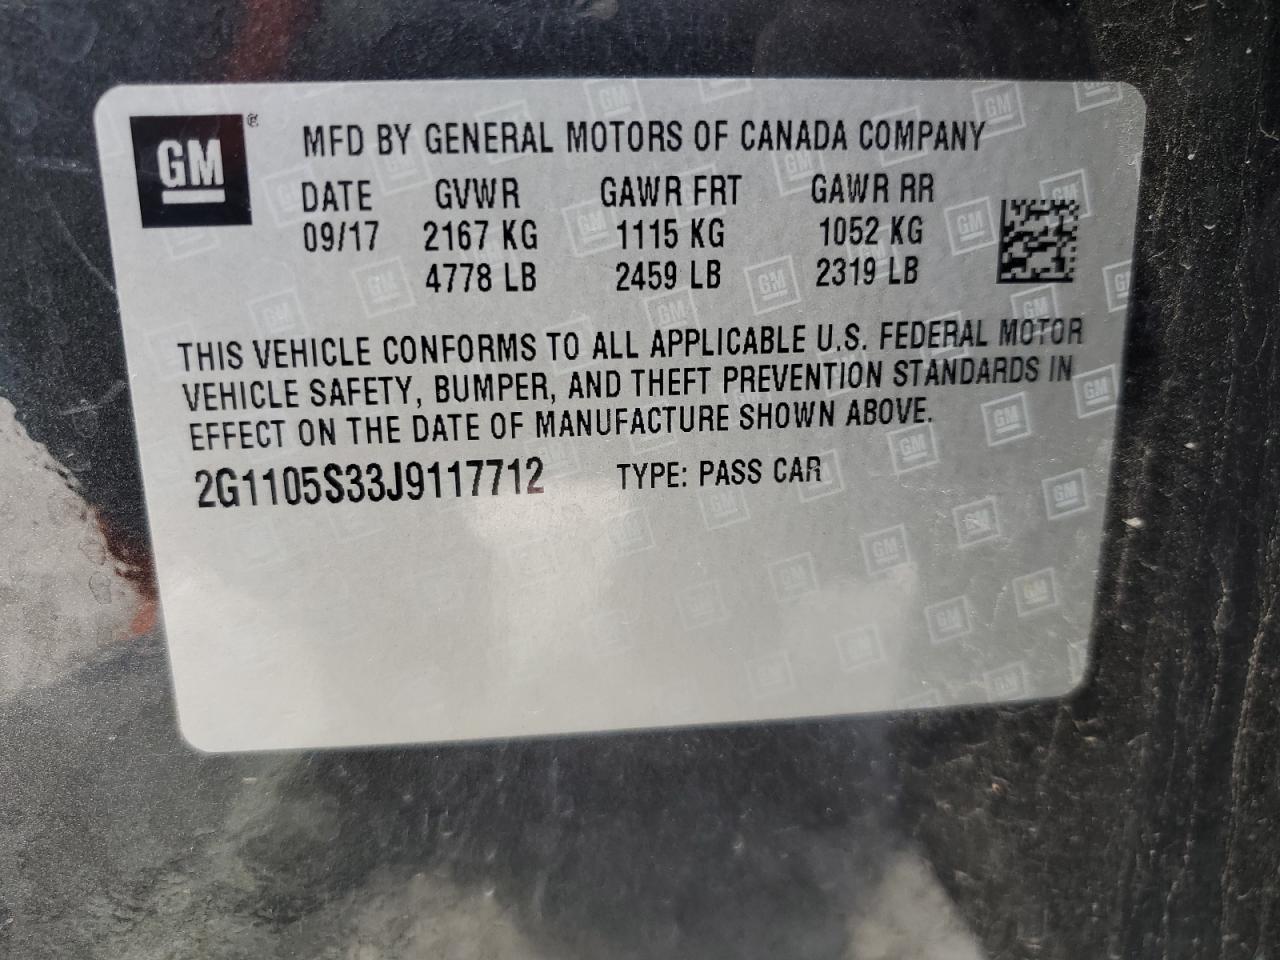 GM®
MFD BY GENERAL MOTORS OF CANADA COMPANY
DATE GVWR GAWR FRT GAWR RR
09/17 2167 KG 1115 KG 1052 KG
4778 LB 2459 LB 2319 LB
THIS VEHICLE CONFORMS TO ALL APPLICABLE U.S. FEDERAL MOTOR
VEHICLE SAFETY, BUMPER, AND THEFT PREVENTION STANDARDS IN
EFFECT ON THE DATE OF MANUFACTURE SHOWN ABOVE.
2G1105S33J9117712 TYPE: PASS CAR